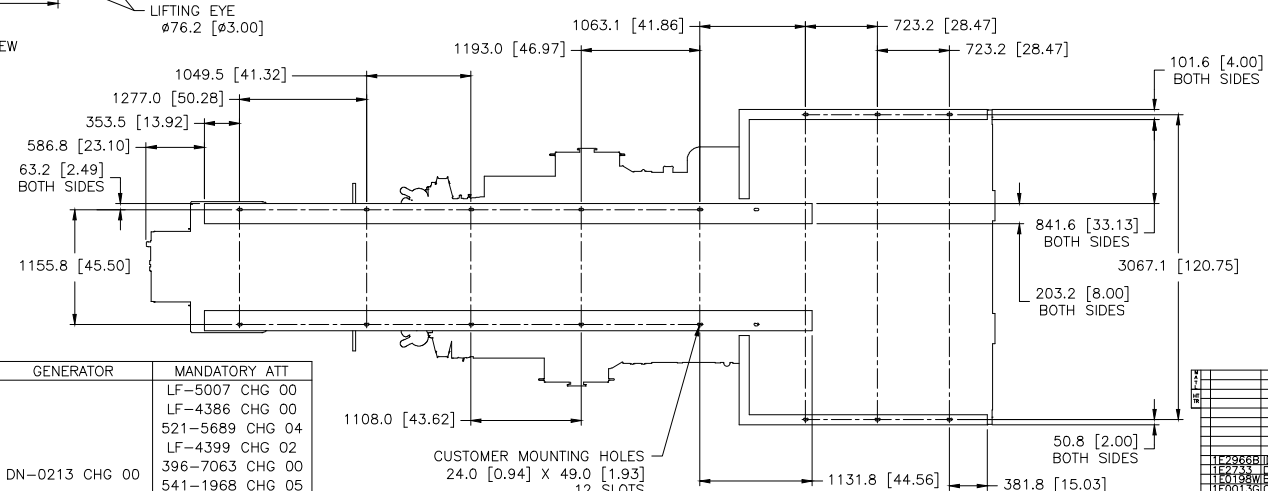 LIFTING EYE
ø76.2 [ø3.00]
EW
1063.1 [41.86]
723.2 [28.47]
1193.0 [46.97]
723.2 [28.47]
101.6 [4.00]
BOTH SIDES
1049.5 [41.32]
1277.0 [50.28]
353.5 [13.92]
586.8 [23.10]
63.2 [2.49]
BOTH SIDES
841.6 [33.13]
BOTH SIDES
1155.8 [45.50]
3067.1 [120.75]
203.2 [8.00]
BOTH SIDES
GENERATOR
MANDATORY ATT
LF-5007 CHG 00
LF-4386 CHG 00
521-5689 CHG 04
LF-4399 CHG 02
DN-0213 CHG 00
396-7063 CHG 00
541-1968 CHG 05
1108.0 [43.62]
CUSTOMER MOUNTING HOLES
24.0 [0.94] X 49.0 [1.93]
12 SLOTS
50.8 [2.00]
BOTH SIDES
1131.8 [44.56]
381.8 [15.03]
1E2966B
1E2733
1E0198W